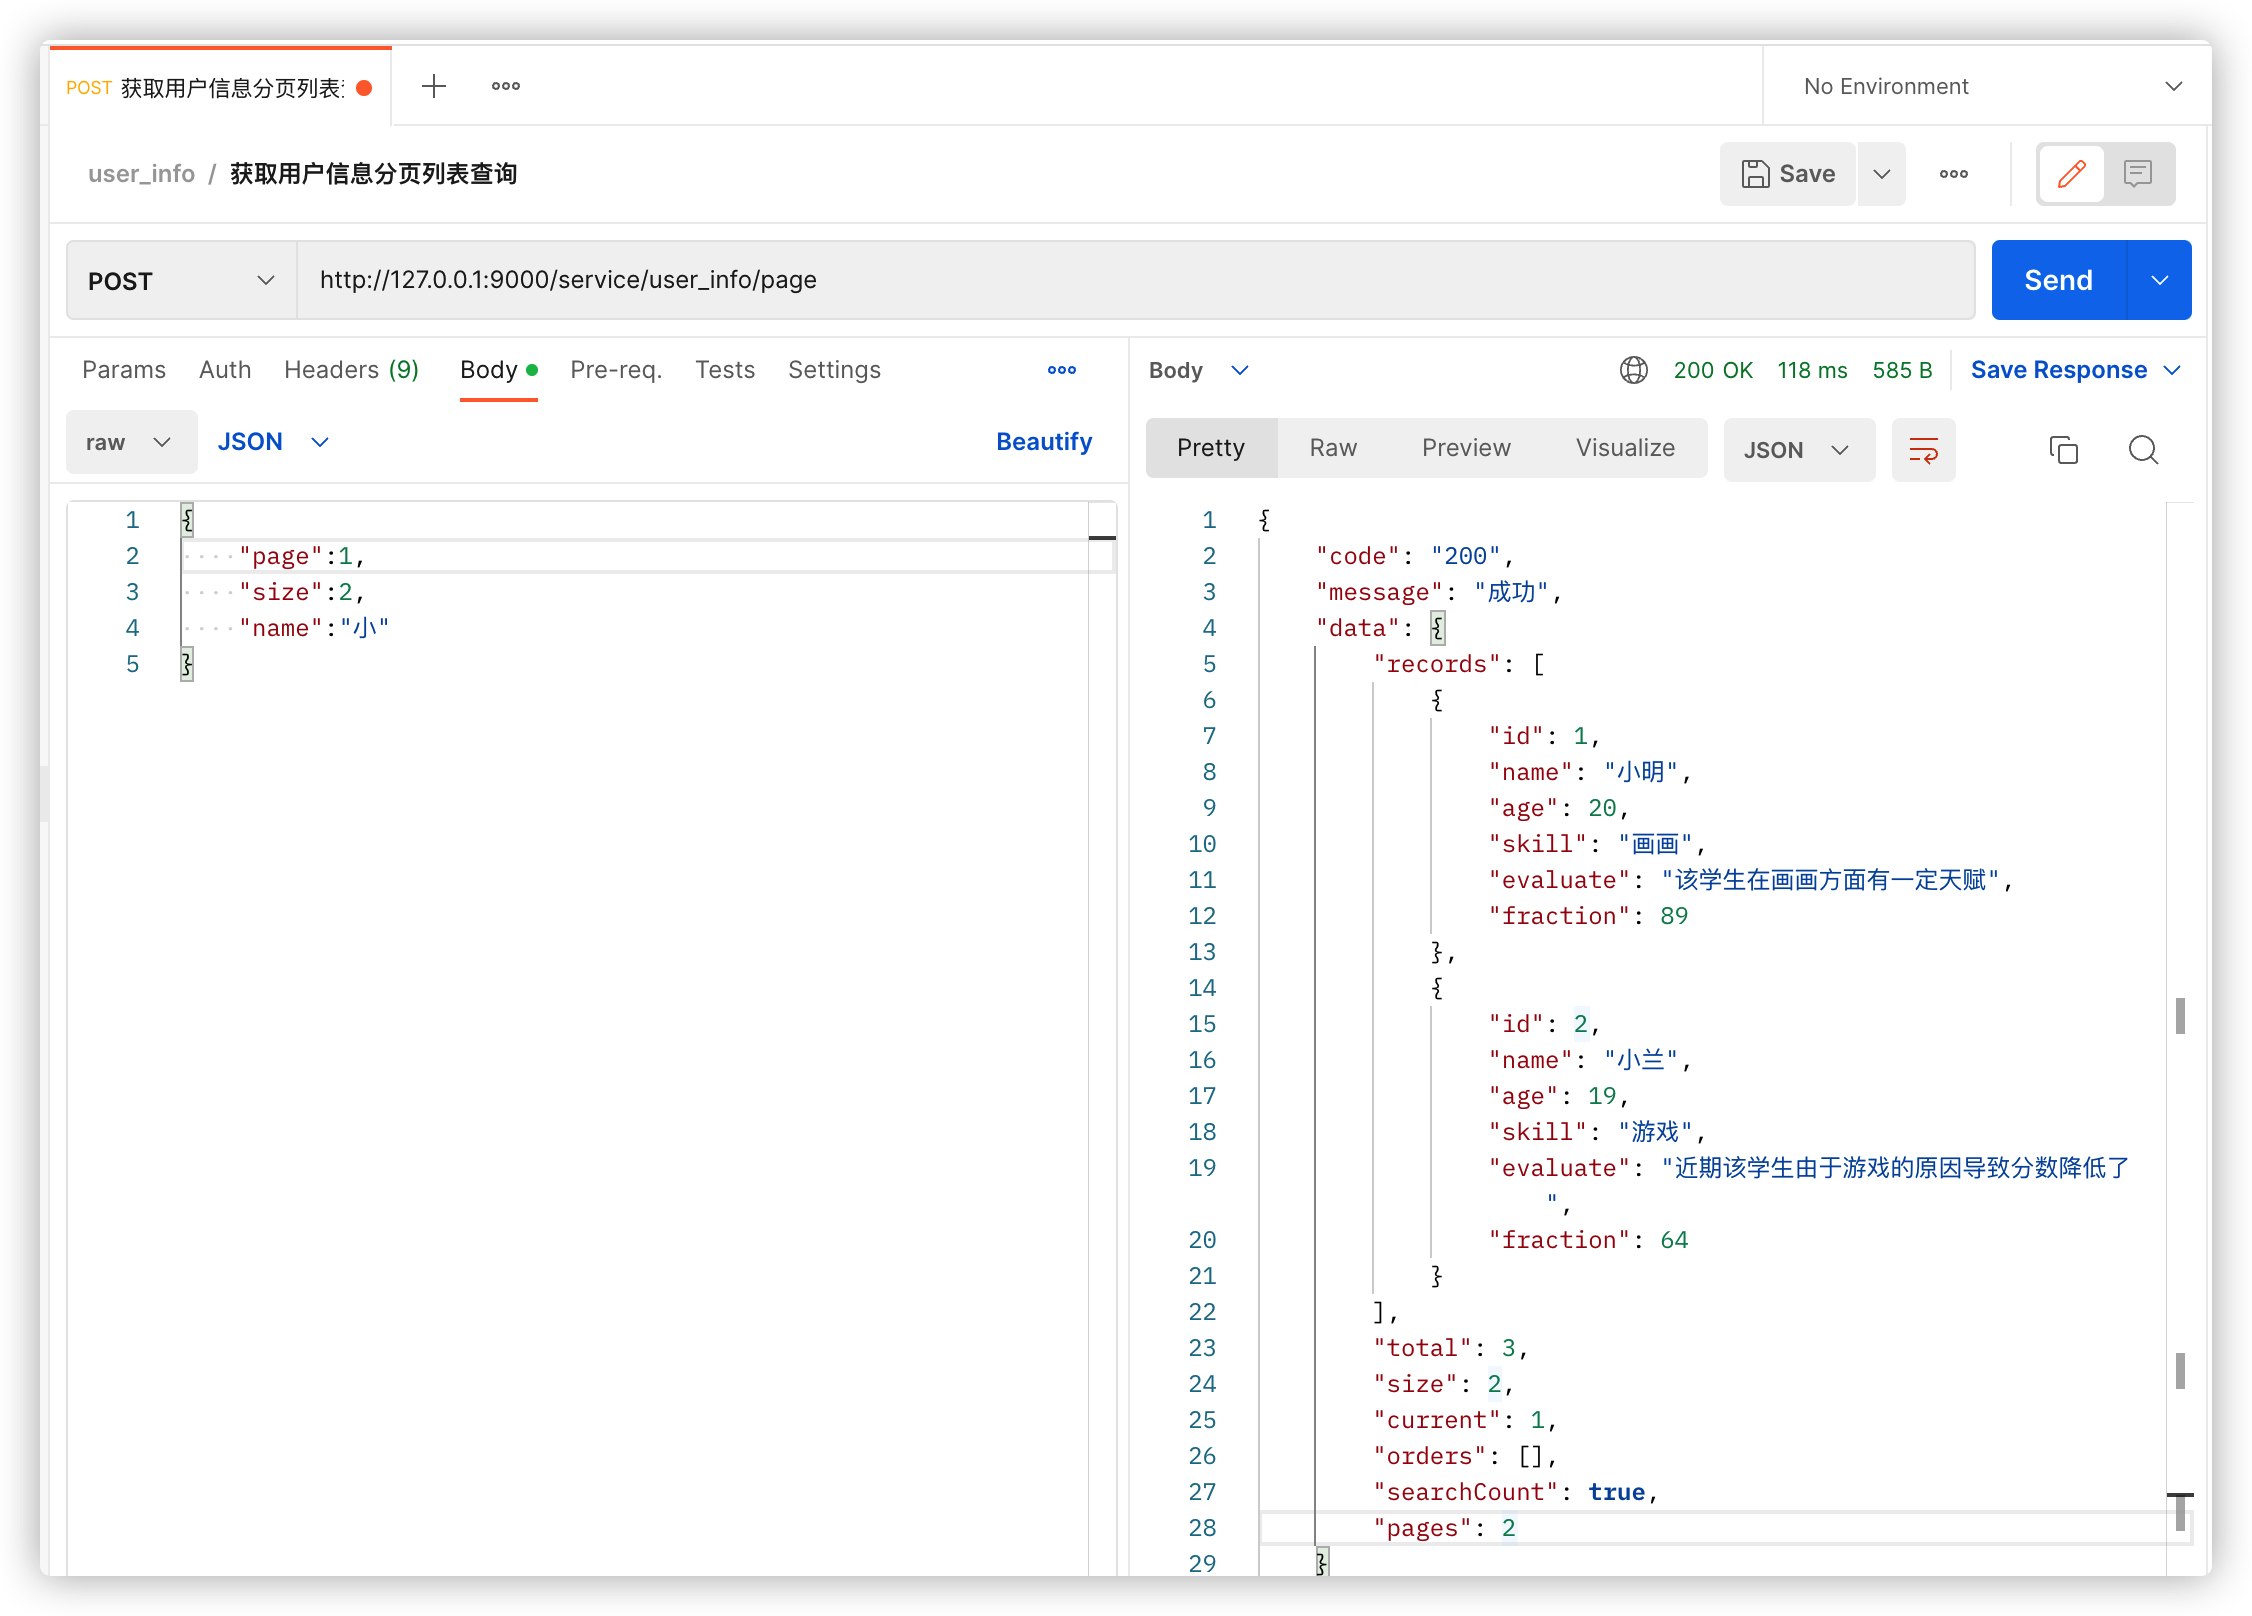 POST 获取用户信息分页列表
No Environment
user_info / 获取用户信息分页列表查询
Save
POST
http://127.0.0.1:9000/service/user_info/page
Send
Params Auth Headers (9) Body Pre-req. Tests Settings
raw JSON Beautify
1 {
2 "page":1,
3 "size":2,
4 "name":"小"
5 }
Body 200 OK 118 ms 585 B Save Response
Pretty Raw Preview Visualize JSON
1 {
2 "code": "200",
3 "message": "成功",
4 "data": {
5 "records": [
6 {
7 "id": 1,
8 "name": "小明",
9 "age": 20,
10 "skill": "画画",
11 "evaluate": "该学生在画画方面有一定天赋",
12 "fraction": 89
13 },
14 {
15 "id": 2,
16 "name": "小兰",
17 "age": 19,
18 "skill": "游戏",
19 "evaluate": "近期该学生由于游戏的原因导致分数降低了
",
20 "fraction": 64
21 }
22 ],
23 "total": 3,
24 "size": 2,
25 "current": 1,
26 "orders": [],
27 "searchCount": true,
28 "pages": 2
29 }